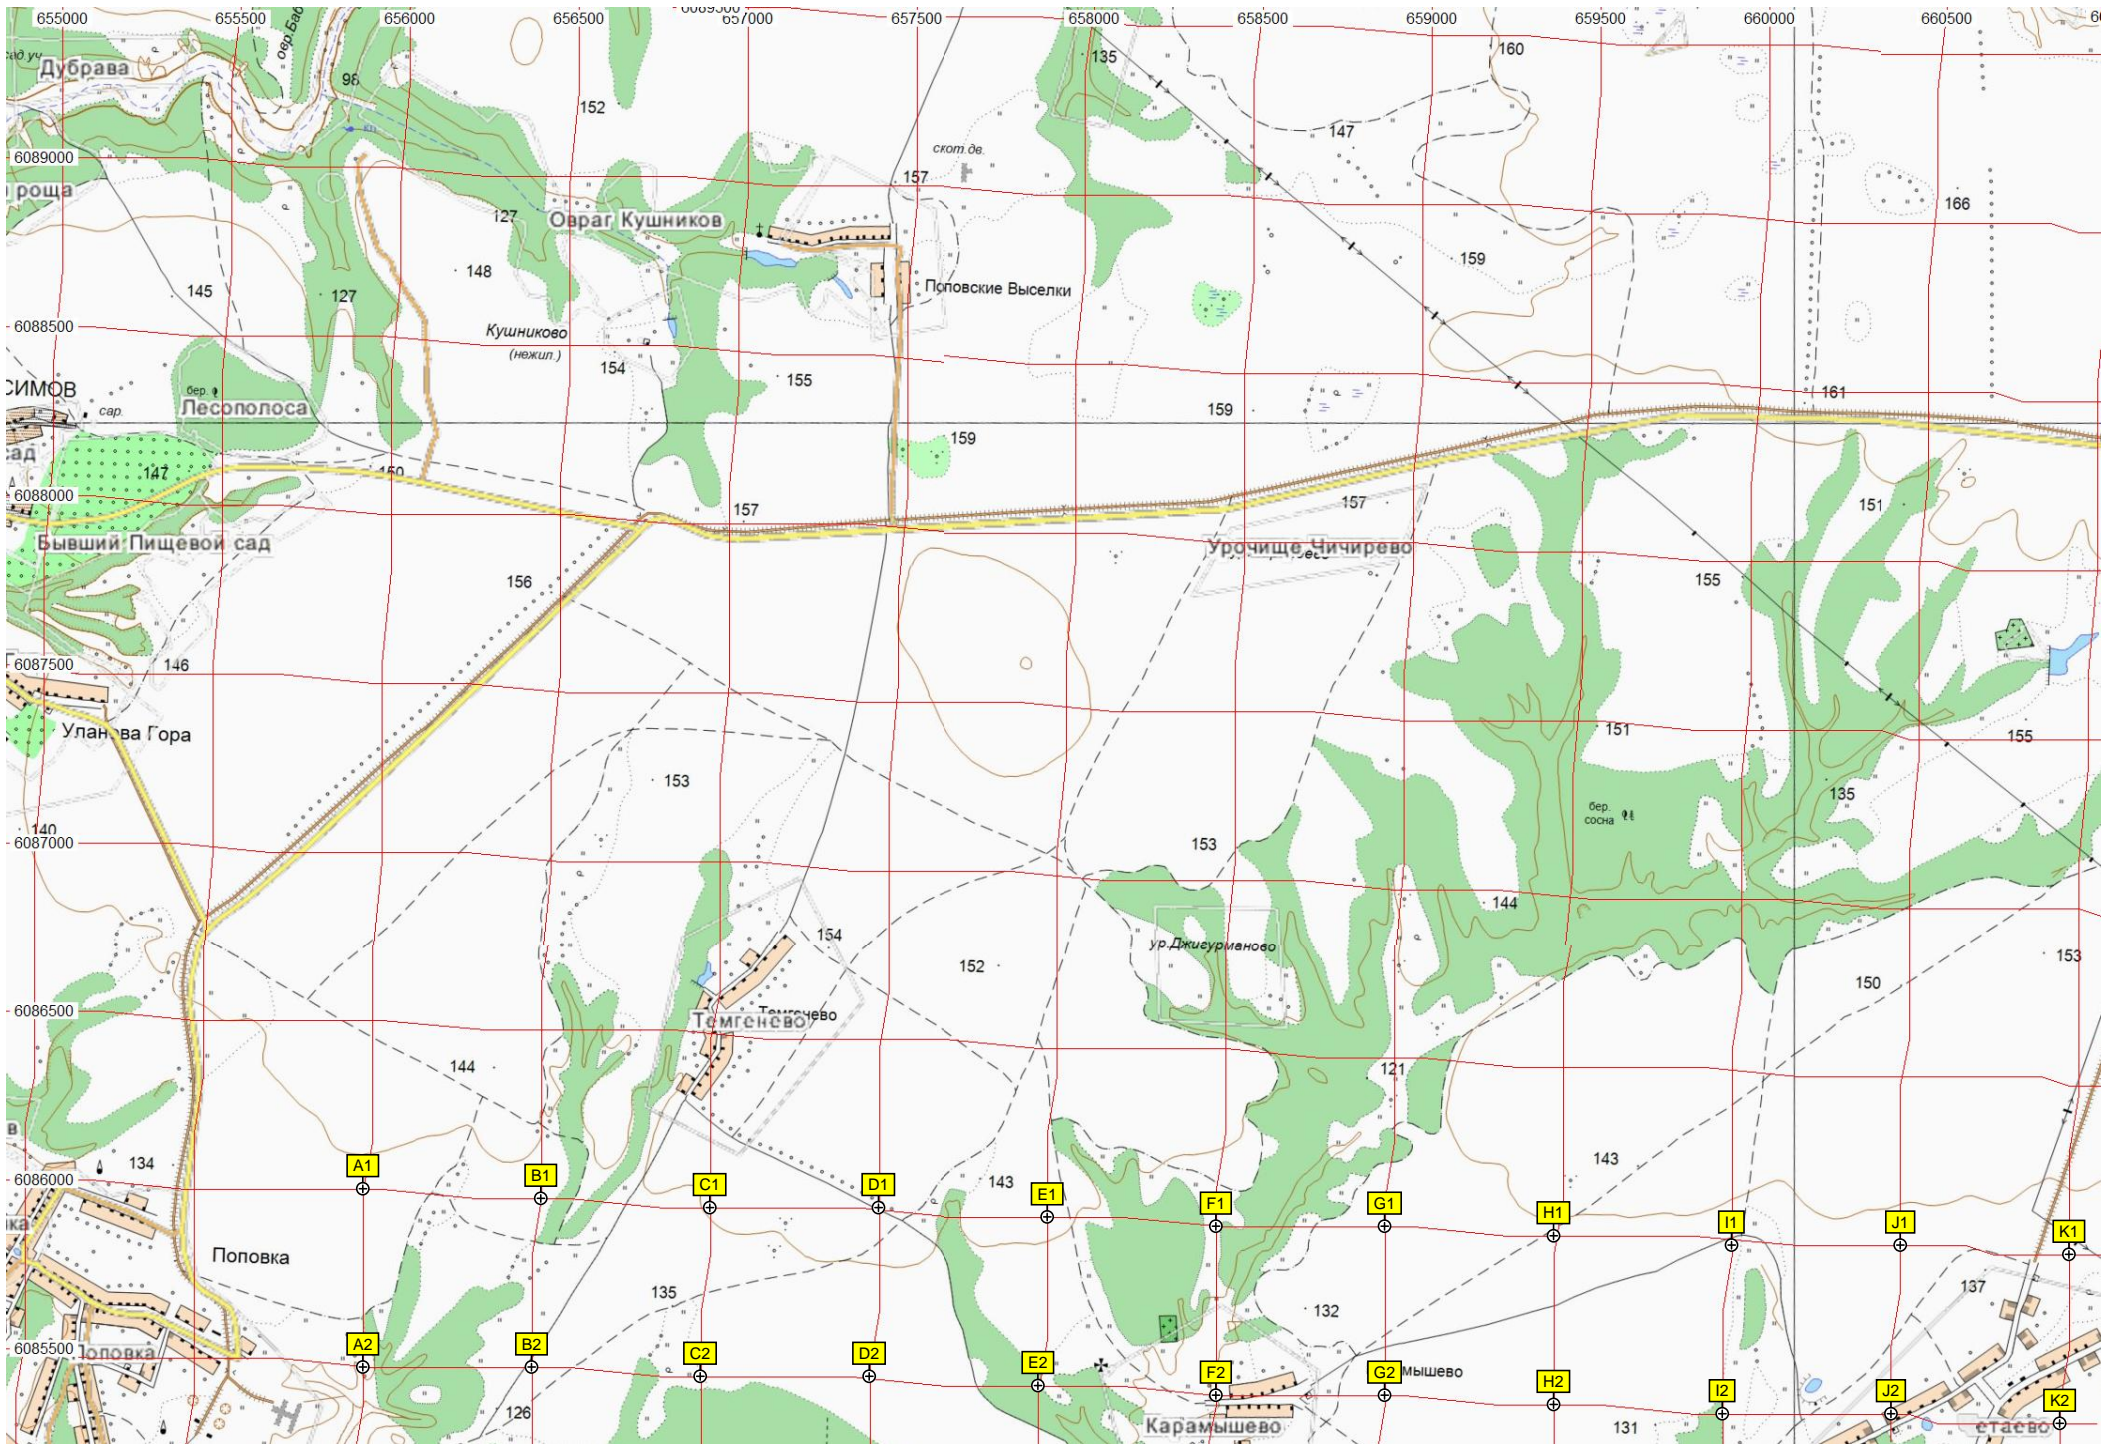 655000 655500 656000 656500 657000 657500 658000 658500 659000 659500 660000 660500
6089500
160
135
Дубрава
98
152
147
6089000
скот.дв.
157
роща
127
Овраг Кушников
166
148
159
Поповские Выселки
145
127
6088500
Кушниково
(нежил.)
154
155
161
бер.
159
Лесополоса
сар.
159
147
150
6088000
157
157
151
Бывший Пищевой сад
Урочище Чичирево
156
155
6087500
146
Уланова Гора
151
155
153
135
бер.
сосна
140
6087000
153
144
154
ур.Джигурманово
152
153
150
6086500
Темгенево
Темгенево
144
121
134
A1
B1
143
143
6086000
C1
D1
E1
F1
G1
H1
I1
J1
K1
Поповка
135
132
137
6085500
Поповка
A2
B2
C2
D2
E2
F2
G2
мышево
H2
I2
J2
K2
126
Карамышево
131